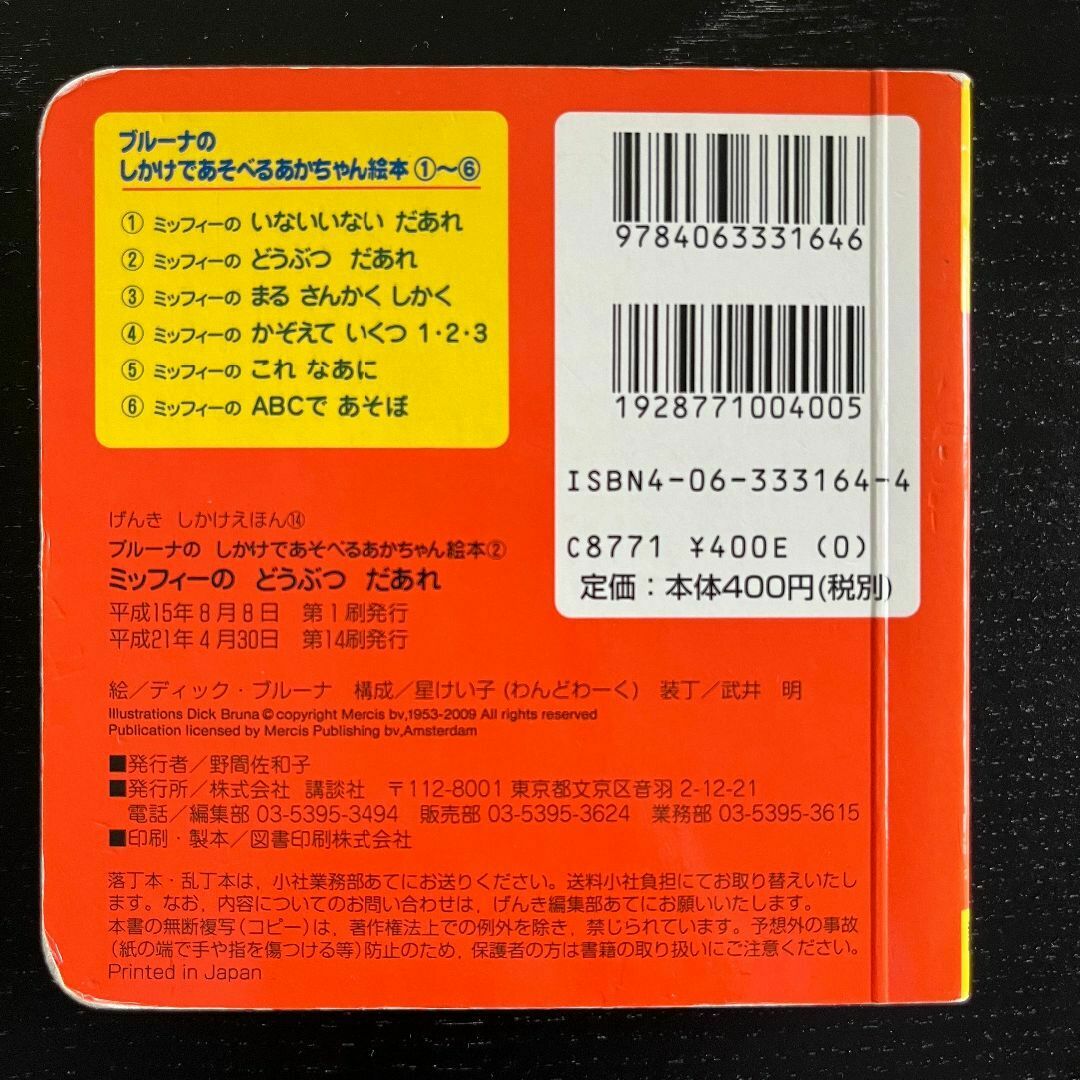 ブルーナの
しかけであそべるあかちゃん絵本①〜⑥
① ミッフィーの いないいない だあれ
② ミッフィーの どうぶつ だあれ
③ ミッフィーの まる さんかく しかく
④ ミッフィーの かぞえて いくつ 1・2・3
⑤ ミッフィーの これ なあに
⑥ ミッフィーの ABCで あそぼ
9784063331646
1928771004005
ISBN4-06-333164-4
C8771 ¥400E (0)
定価：本体400円(税別)
げんき しかけえほん⑭
ブルーナの しかけであそべるあかちゃん絵本②
ミッフィーの どうぶつ だあれ
平成15年8月8日 第1刷発行
平成21年4月30日 第14刷発行
絵／ディック・ブルーナ 構成／星けい子(わんどわーく) 装丁／武井 明
Illustrations Dick Bruna © copyright Mercis bv,1953-2009 All rights reserved
Publication licensed by Mercis Publishing bv,Amsterdam
■発行者／野間佐和子
■発行所／株式会社 講談社 〒112-8001 東京都文京区音羽2-12-21
電話／編集部 03-5395-3494 販売部 03-5395-3624 業務部 03-5395-3615
■印刷・製本／図書印刷株式会社
落丁本・乱丁本は、小社業務部あてにお送りください。送料小社負担にてお取り替えいたし
ます。なお、内容についてのお問い合わせは、げんき編集部あてにお願いいたします。
本書の無断複写(コピー)は、著作権法上での例外を除き、禁じられています。予想外の事故
(紙の端で手や指を傷つける等)防止のため、保護者の方は書籍の取り扱いにご注意ください。
Printed in Japan